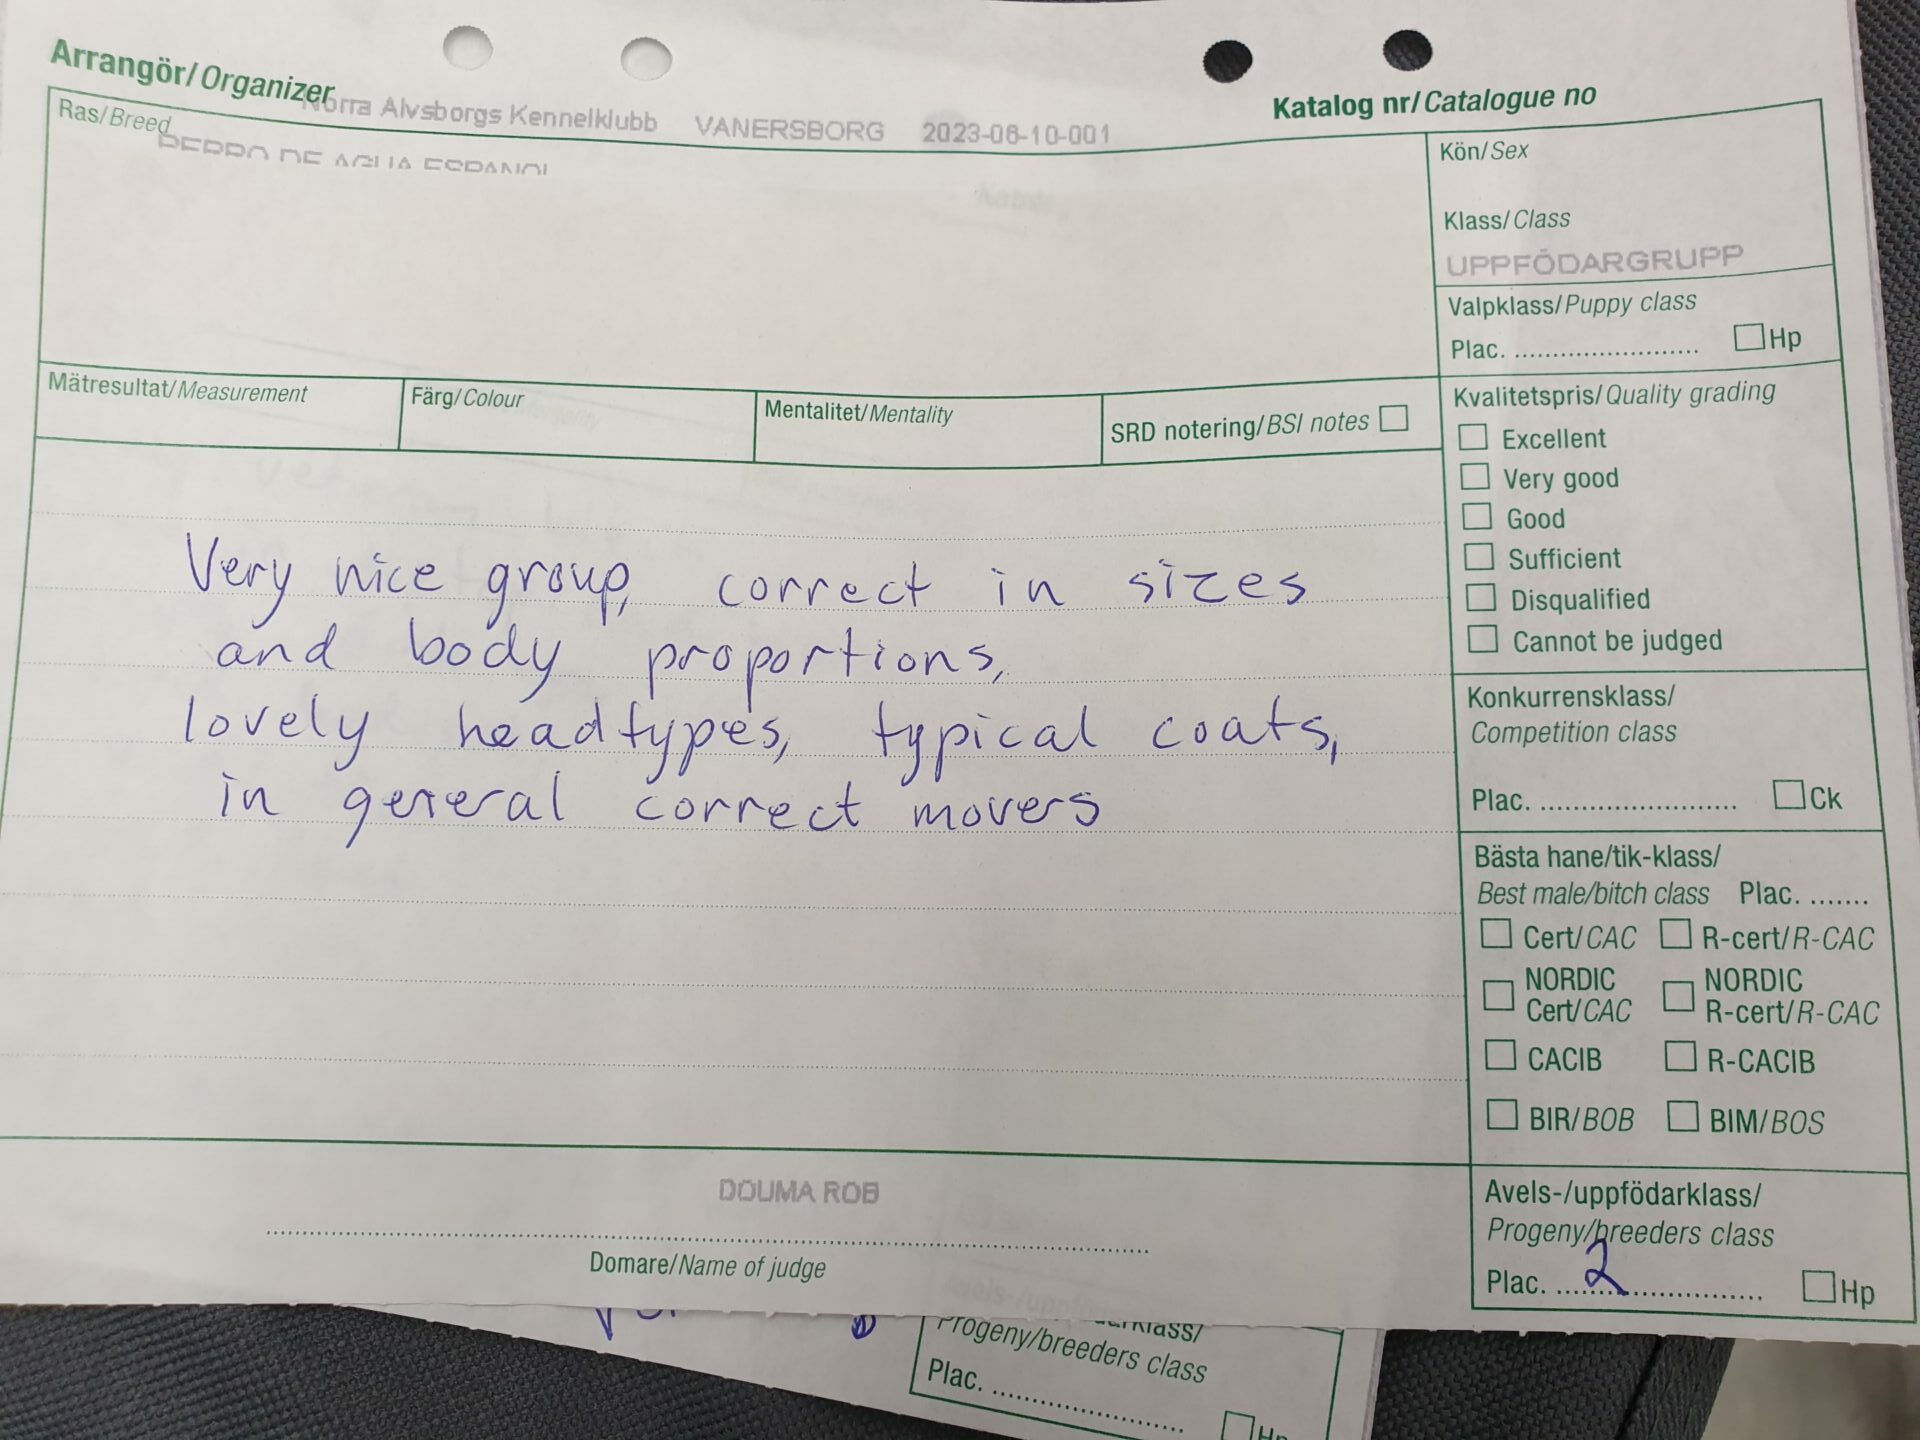 Arrangör/Organizer
Norra Alvsborgs Kennelklubb VANERSBORG 2023-06-10-001
Katalog nr/Catalogue no
Ras/Breed
PERRO DE AGUA ESPANOL
Kön/Sex
Klass/Class
UPPFÖDARGRUPP
Valpklass/Puppy class
Plac. Hp
Mätresultat/Measurement
Färg/Colour
Mentalitet/Mentality
SRD notering/BSI notes
Kvalitetspris/Quality grading
Excellent
Very good
Good
Sufficient
Disqualified
Cannot be judged
Very nice group, correct in sizes
and body proportions,
lovely headtypes, typical coats,
in general correct movers
Konkurrensklass/
Competition class
Plac. Ck
Bästa hane/tik-klass/
Best male/bitch class Plac.
Cert/CAC R-cert/R-CAC
NORDIC Cert/CAC NORDIC R-cert/R-CAC
CACIB R-CACIB
BIR/BOB BIM/BOS
DOUMA ROB
Domare/Name of judge
Avels-/uppfödarklass/
Progeny/breeders class
Plac. 2 Hp
Progeny/breeders class
Plac.